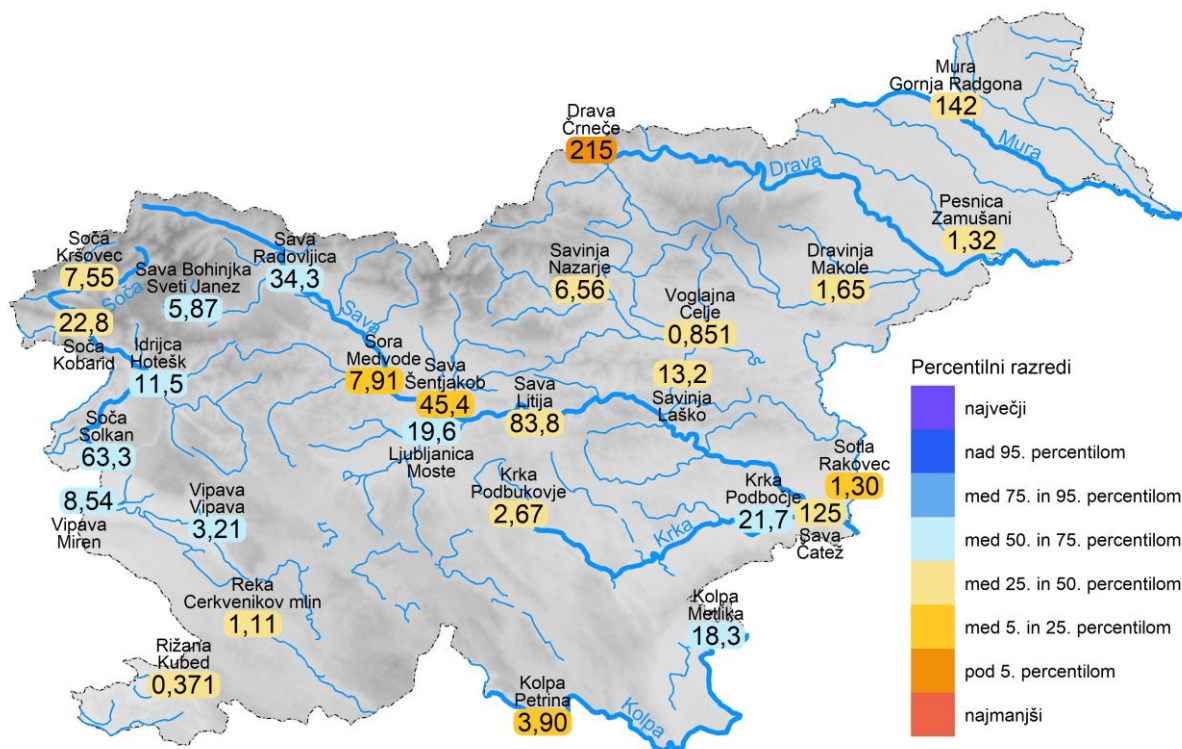 Mura
Gornja Radgona
142
Mura
Drava
Črneče
215
Drava
Pesnica
Zamušani
1,32
Soča
Kršovec
7,55
Sava Bohinjka
Sveti Janez
5,87
Sava
Radovljica
34,3
Savinja
Nazarje
6,56
Dravinja
Makole
1,65
Voglajna
Celje
0,851
Soča
22,8
Soča
Kobarid
Idrijca
Hotešk
11,5
Sava
Sora
Medvode
7,91
Sava
Šentjakob
45,4
Sava
Litija
83,8
13,2
Savinja
Laško
Soča
Solkan
63,3
19,6
Ljubljanica
Moste
8,54
Vipava
Miren
Vipava
Vipava
3,21
Krka
Podbukovje
2,67
Krka
Krka
Podbočje
21,7
125
Sava
Čatež
Sotla
Rakovec
1,30
Reka
Cerkvenikov mlin
1,11
Rižana
Kubed
0,371
Kolpa
Metlika
18,3
Kolpa
Petrina
3,90
Kolpa
Percentilni razredi
največji
nad 95. percentilom
med 75. in 95. percentilom
med 50. in 75. percentilom
med 25. in 50. percentilom
med 5. in 25. percentilom
pod 5. percentilom
najmanjši